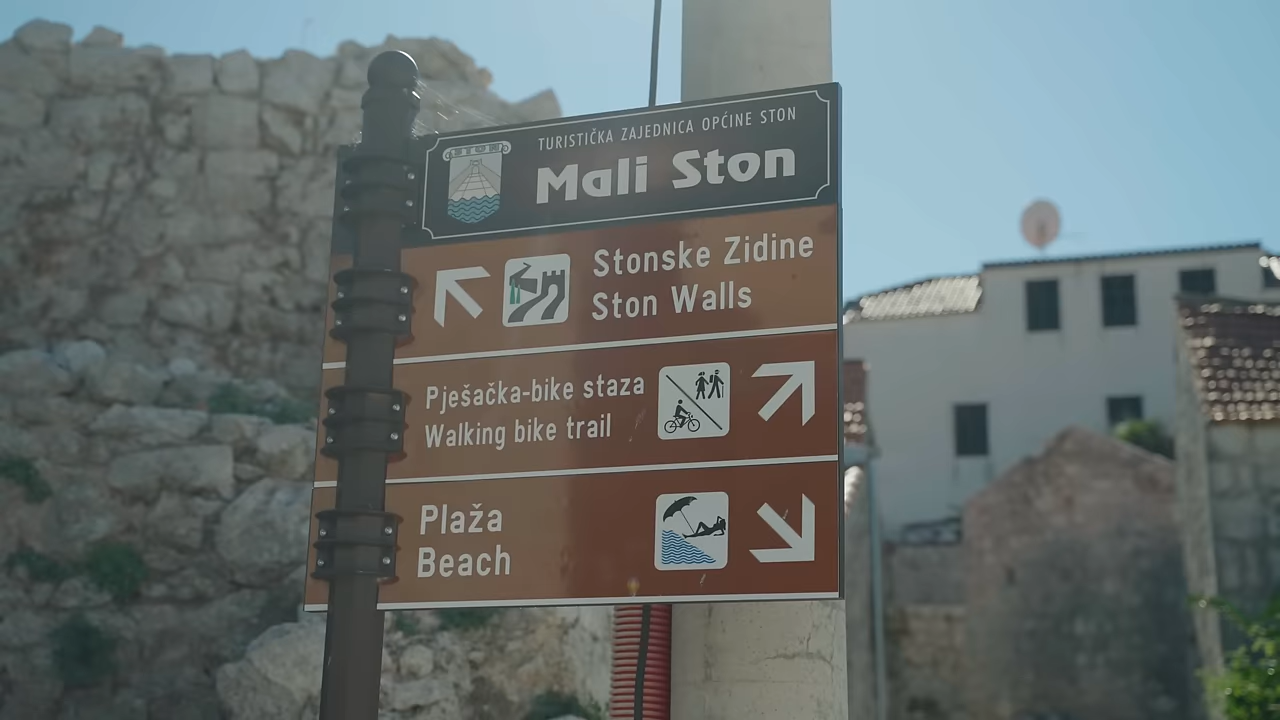 TURISTIČKA ZAJEDNICA OPĆINE STON
Mali Ston
Stonske Zidine
Ston Walls
Pješačka-bike staza
Walking bike trail
Plaža
Beach